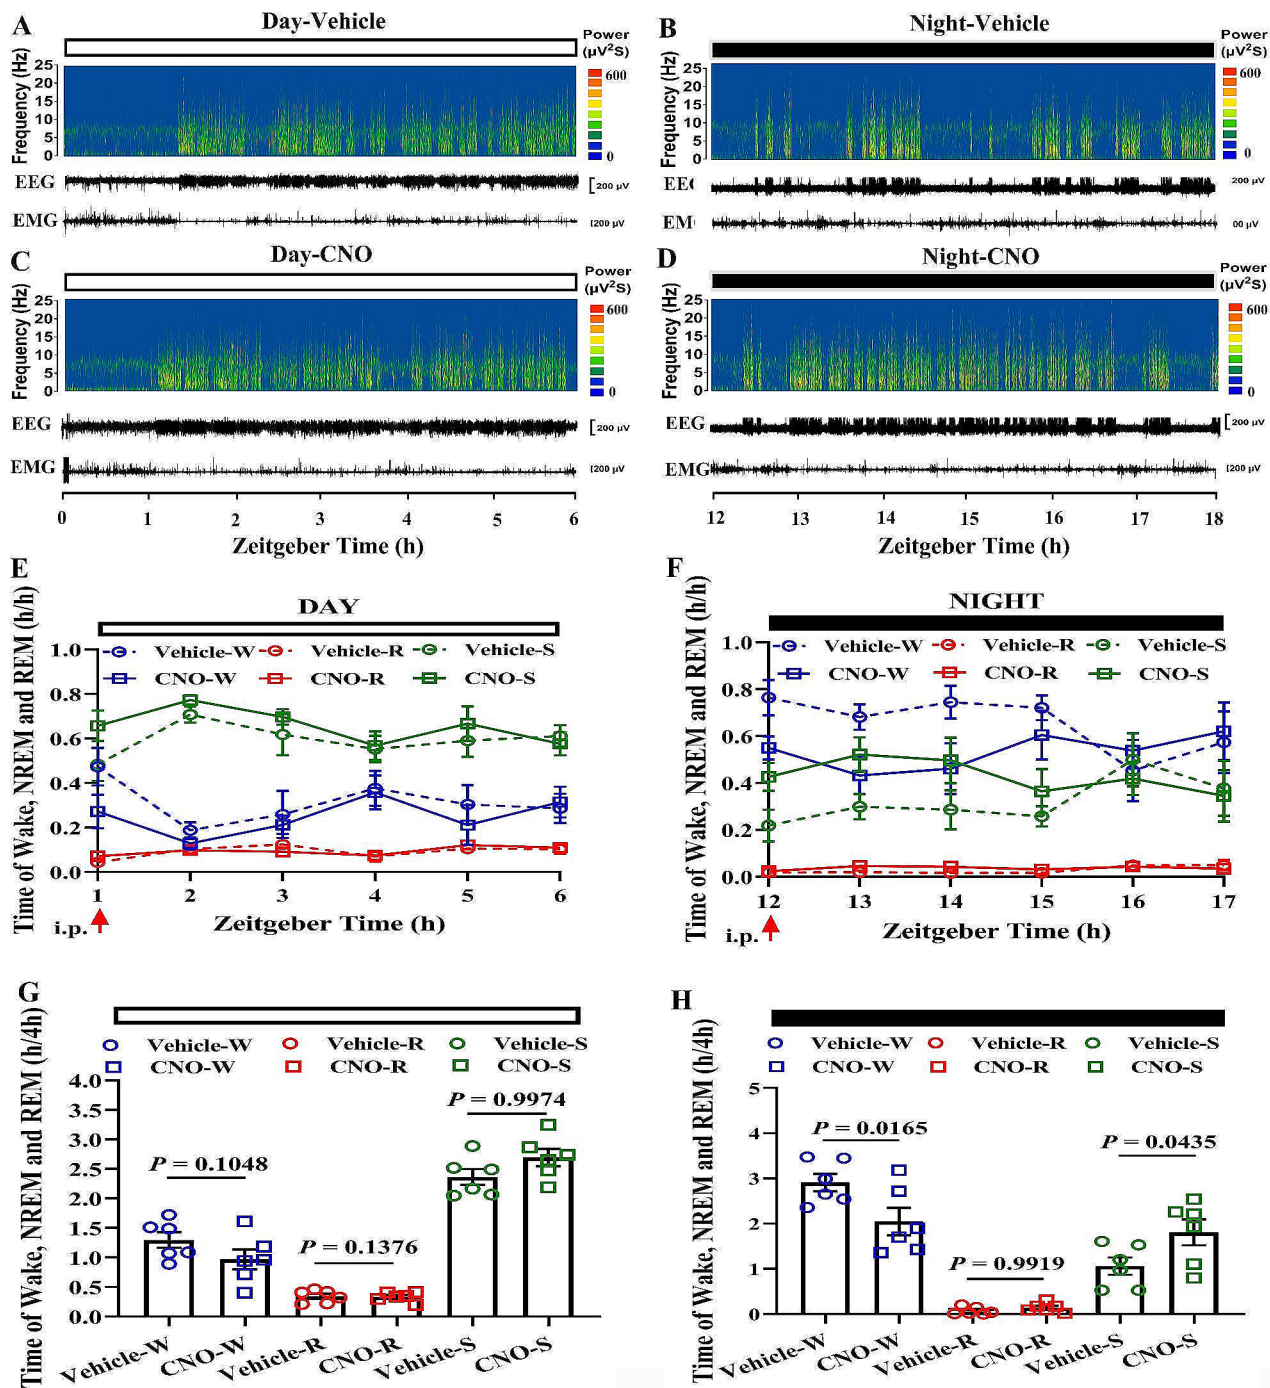 A
Day-Vehicle
Power
(µV²S)
Frequency (Hz)
25
20
15
10
5
0
600
0
EEG
200 µV
EMG
200 µV
B
Night-Vehicle
Power
(µV²S)
Frequency (Hz)
25
20
15
10
5
0
600
0
EE
200 µV
EM
00 µV
C
Day-CNO
Power
(µV²S)
Frequency (Hz)
25
20
15
10
5
0
600
0
EEG
200 µV
EMG
200 µV
0 1 2 3 4 5 6
Zeitgeber Time (h)
D
Night-CNO
Power
(µV²S)
Frequency (Hz)
25
20
15
10
5
0
600
0
EEG
200 µV
EMG
200 µV
12 13 14 15 16 17 18
Zeitgeber Time (h)
E
DAY
Time of Wake, NREM and REM (h/h)
Vehicle-W Vehicle-R Vehicle-S
CNO-W CNO-R CNO-S
1.0
0.8
0.6
0.4
0.2
0.0
1 2 3 4 5 6
i.p.
Zeitgeber Time (h)
F
NIGHT
Time of Wake, NREM and REM (h/h)
Vehicle-W Vehicle-R Vehicle-S
CNO-W CNO-R CNO-S
1.0
0.8
0.6
0.4
0.2
0.0
12 13 14 15 16 17
i.p.
Zeitgeber Time (h)
G
Time of Wake, NREM and REM (h/4h)
Vehicle-W Vehicle-R Vehicle-S
CNO-W CNO-R CNO-S
4.0
3.5
3.0
2.5
2.0
1.5
1.0
0.5
0.0
P = 0.1048
P = 0.1376
P = 0.9974
Vehicle-W CNO-W Vehicle-R CNO-R Vehicle-S CNO-S
H
Time of Wake, NREM and REM (h/4h)
Vehicle-W Vehicle-R Vehicle-S
CNO-W CNO-R CNO-S
5
4
3
2
1
0
P = 0.0165
P = 0.9919
P = 0.0435
Vehicle-W CNO-W Vehicle-R CNO-R Vehicle-S CNO-S